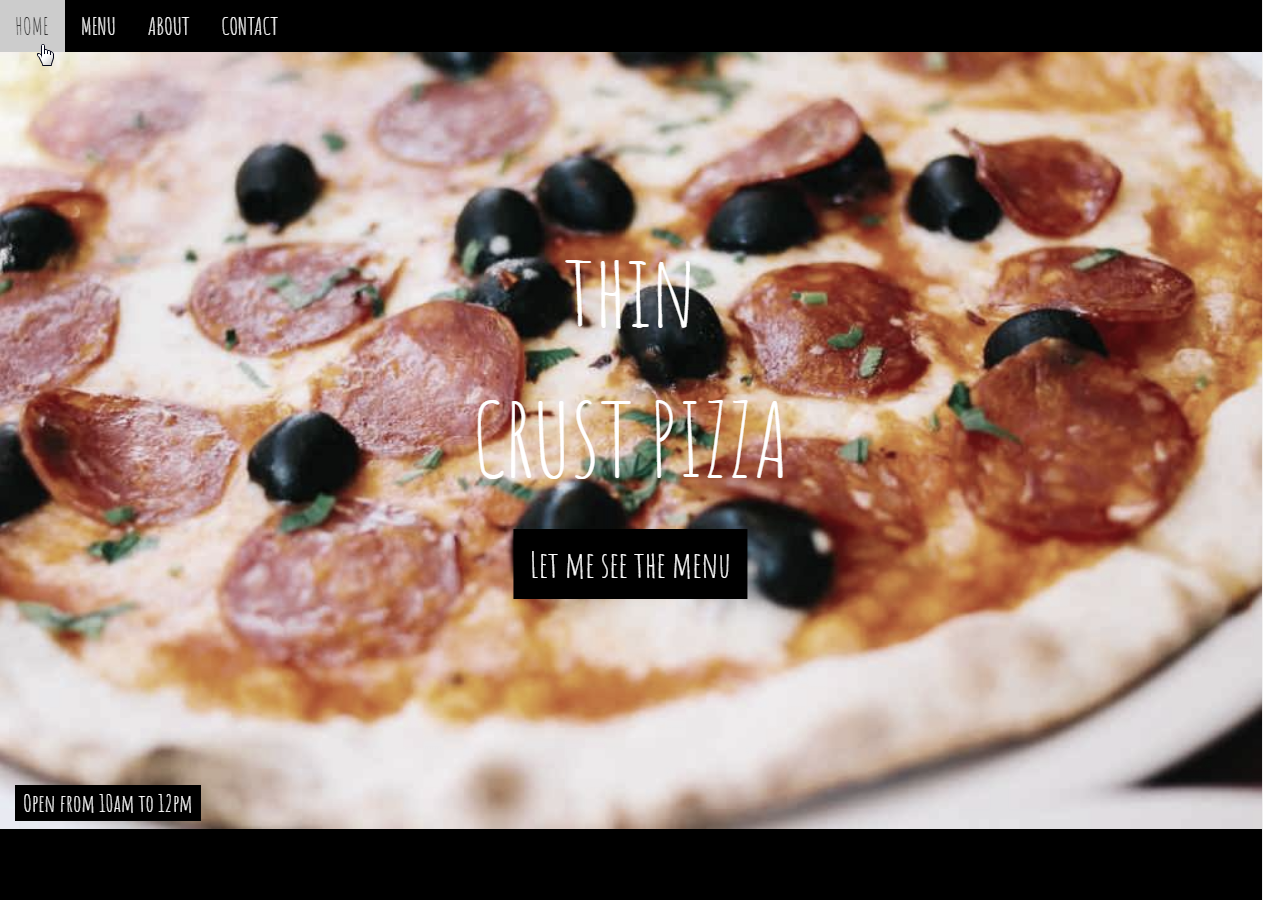 HOME MENU ABOUT CONTACT
THIN
CRUST PIZZA
Let me see the menu
Open from 10am to 12pm